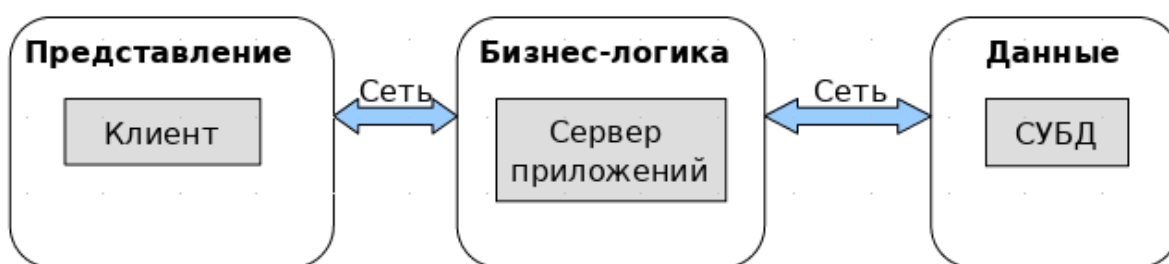 Представление
Бизнес-логика
Данные
Сеть
Сеть
Клиент
Сервер
приложений
СУБД